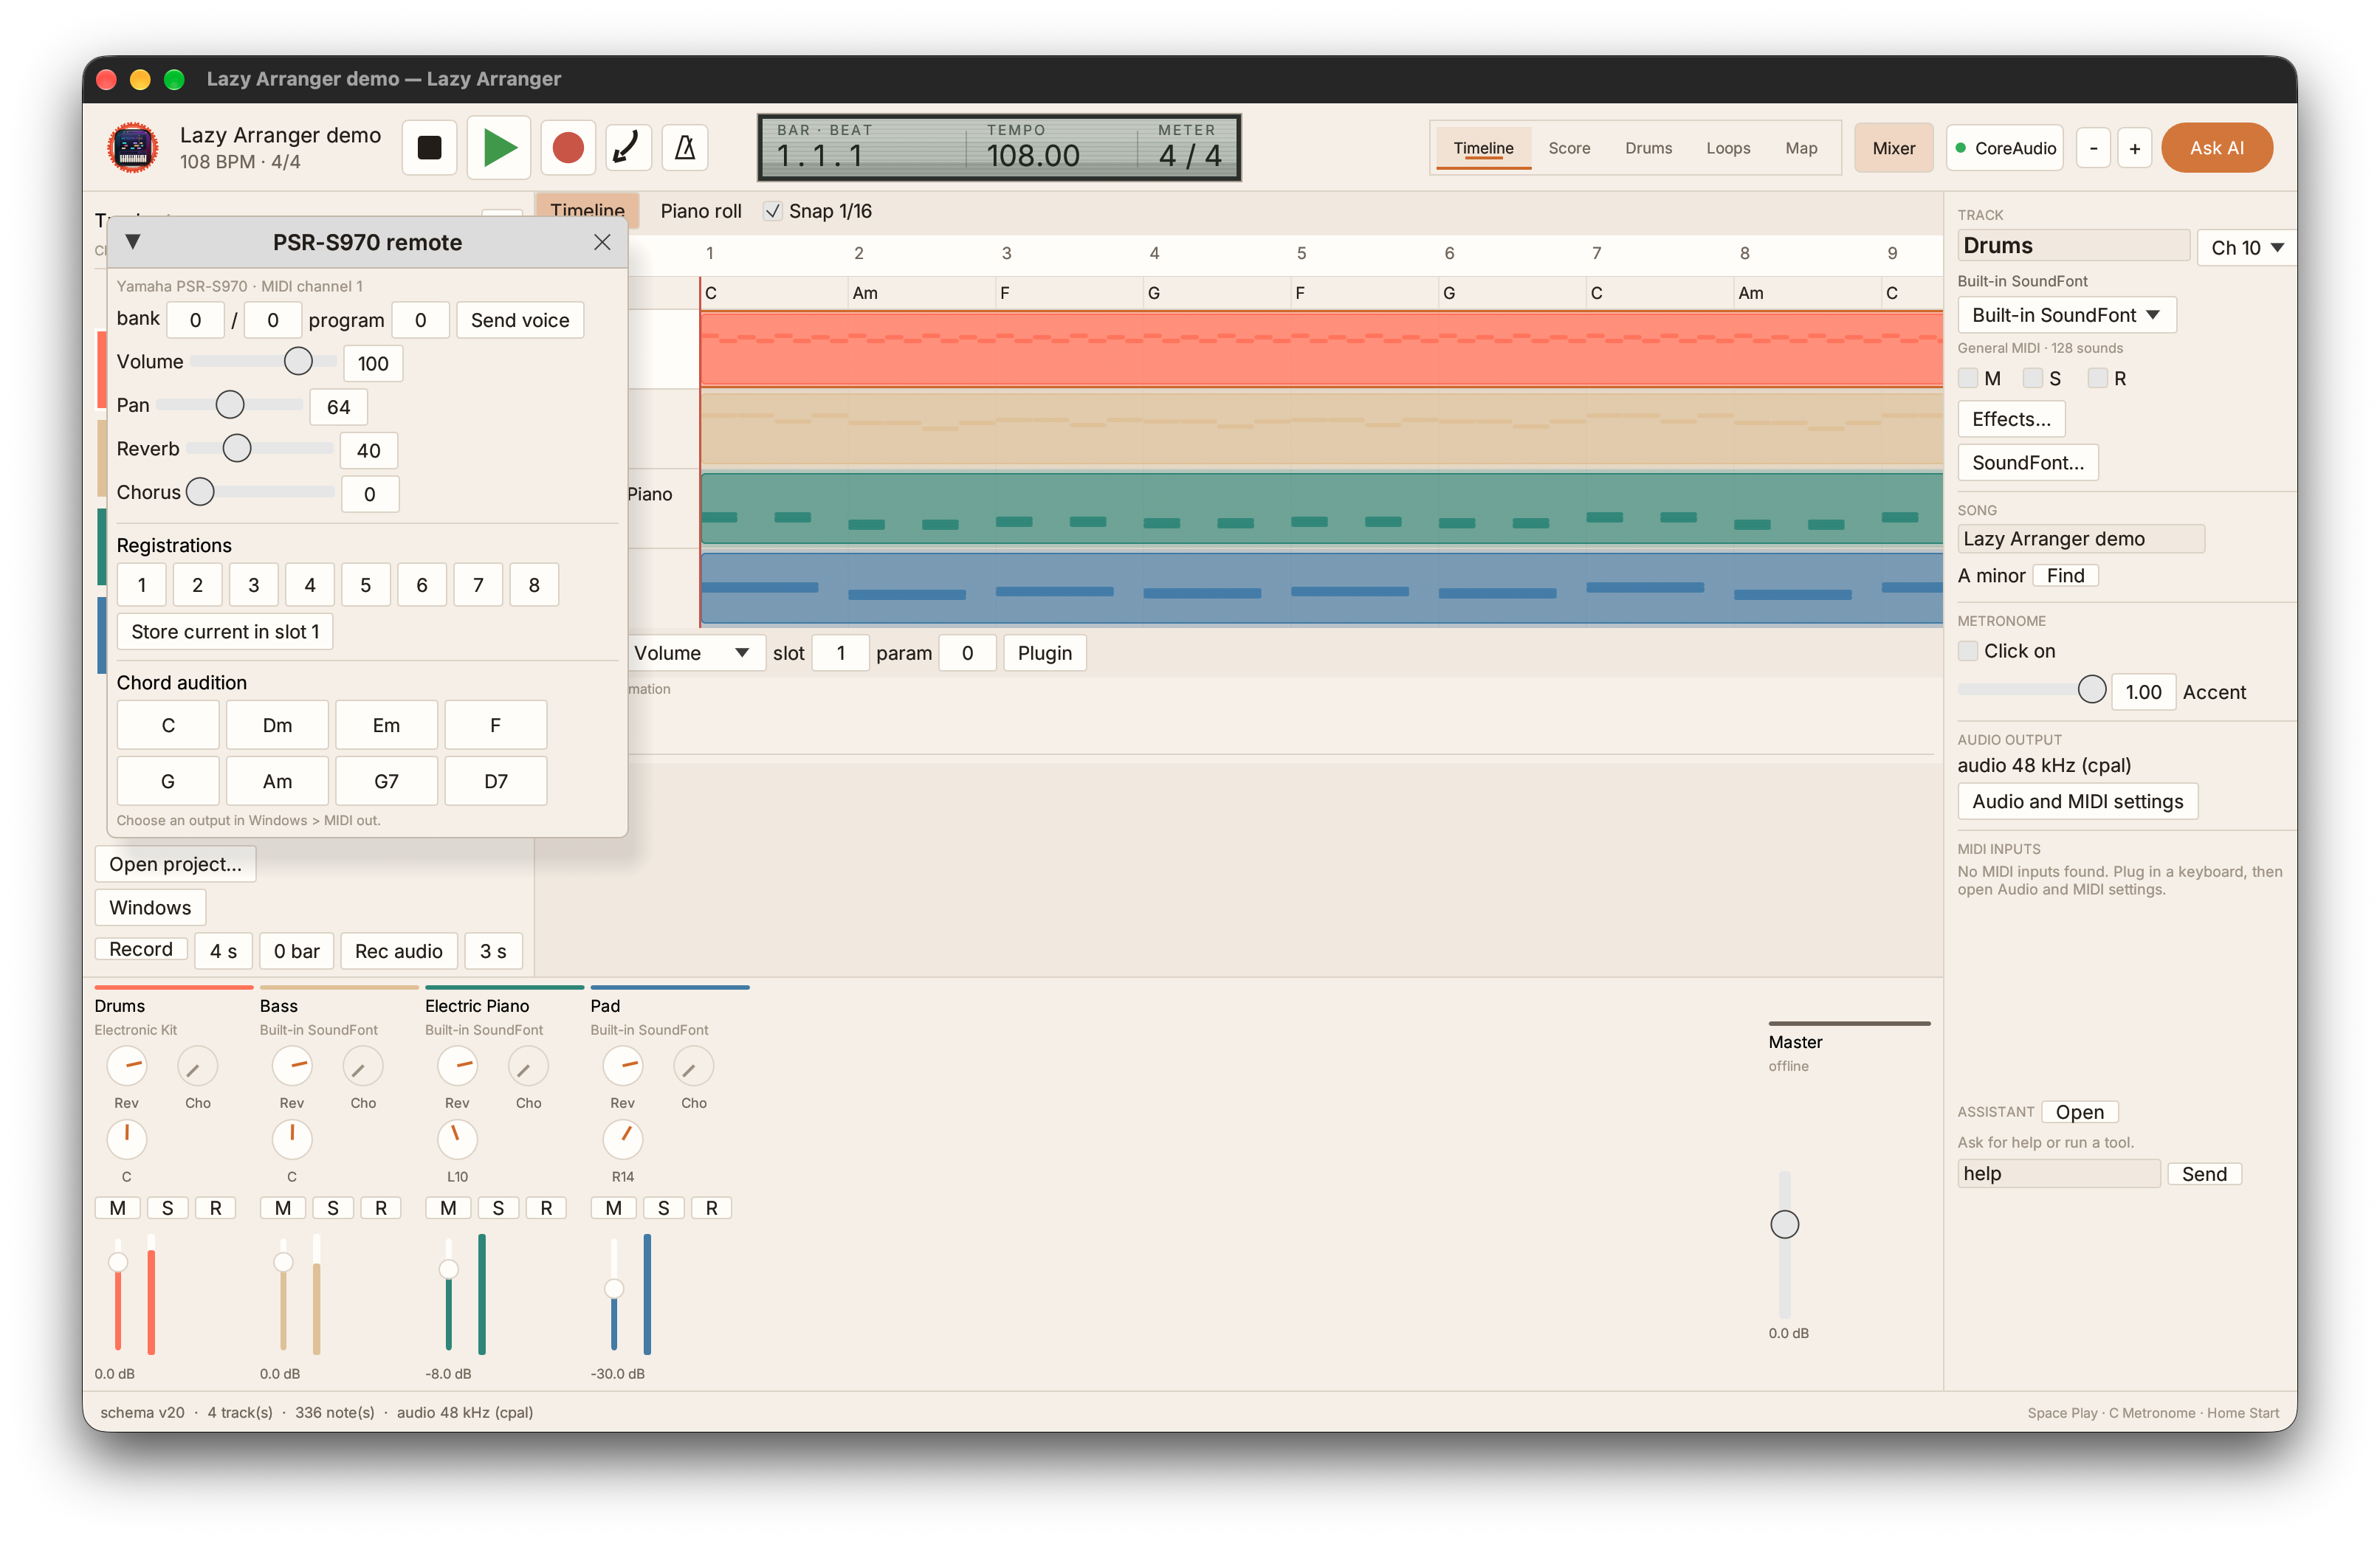 Lazy Arranger demo — Lazy Arranger
Lazy Arranger demo
108 BPM · 4/4
BAR · BEAT
1 . 1 . 1
TEMPO
108.00
METER
4 / 4
Timeline
Score
Drums
Loops
Map
Mixer
CoreAudio
-
+
Ask AI
Timeline
Piano roll
Snap 1/16
1 2 3 4 5 6 7 8 9
C Am F G F G C Am C
PSR-S970 remote
Yamaha PSR-S970 · MIDI channel 1
bank 0 / 0 program 0 Send voice
Volume 100
Pan 64
Reverb 40
Chorus 0
Registrations
1 2 3 4 5 6 7 8
Store current in slot 1
Chord audition
C Dm Em F
G Am G7 D7
Choose an output in Windows > MIDI out.
Piano
Volume slot 1 param 0 Plugin
mation
Open project...
Windows
Record 4 s 0 bar Rec audio 3 s
TRACK
Drums Ch 10
Built-in SoundFont
Built-in SoundFont
General MIDI · 128 sounds
M S R
Effects...
SoundFont...
SONG
Lazy Arranger demo
A minor Find
METRONOME
Click on
1.00 Accent
AUDIO OUTPUT
audio 48 kHz (cpal)
Audio and MIDI settings
MIDI INPUTS
No MIDI inputs found. Plug in a keyboard, then
open Audio and MIDI settings.
ASSISTANT Open
Ask for help or run a tool.
help Send
Drums
Electronic Kit
Rev Cho
C
M S R
0.0 dB
Bass
Built-in SoundFont
Rev Cho
C
M S R
0.0 dB
Electric Piano
Built-in SoundFont
Rev Cho
L10
M S R
-8.0 dB
Pad
Built-in SoundFont
Rev Cho
R14
M S R
-30.0 dB
Master
offline
0.0 dB
schema v20 · 4 track(s) · 336 note(s) · audio 48 kHz (cpal)
Space Play · C Metronome · Home Start